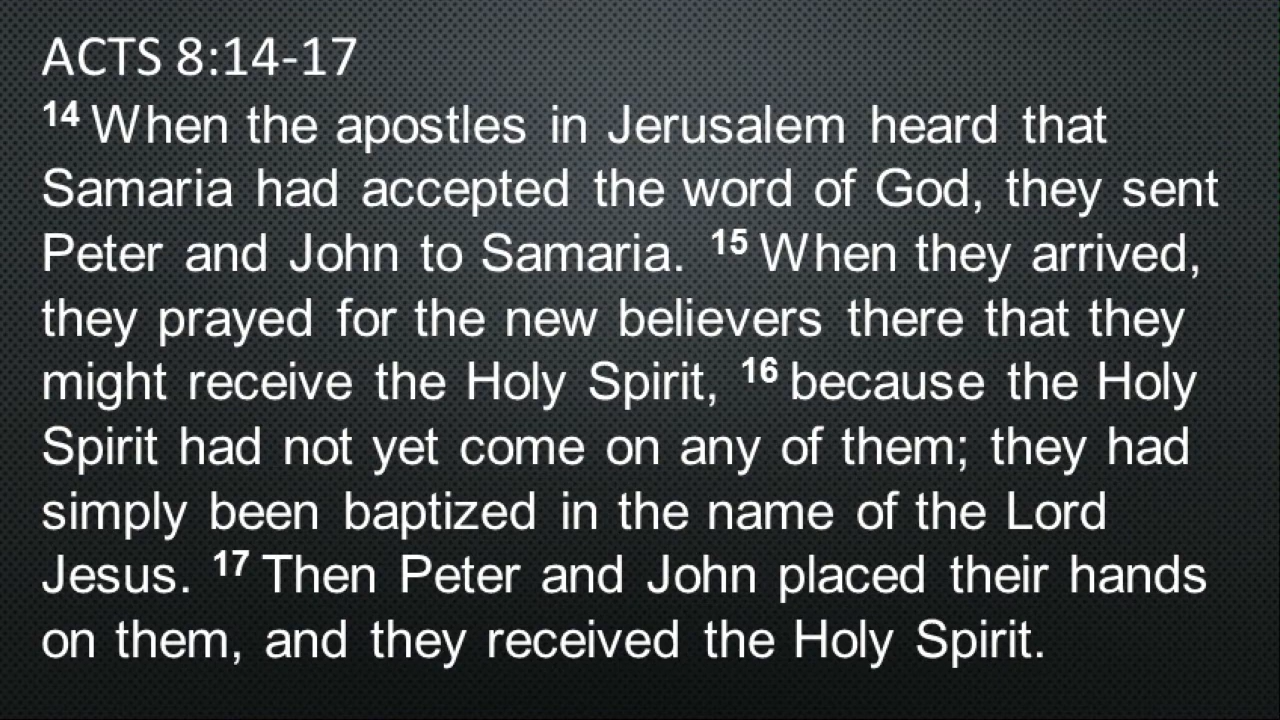 ACTS 8:14-17
14 When the apostles in Jerusalem heard that
Samaria had accepted the word of God, they sent
Peter and John to Samaria. 15 When they arrived,
they prayed for the new believers there that they
might receive the Holy Spirit, 16 because the Holy
Spirit had not yet come on any of them; they had
simply been baptized in the name of the Lord
Jesus. 17 Then Peter and John placed their hands
on them, and they received the Holy Spirit.